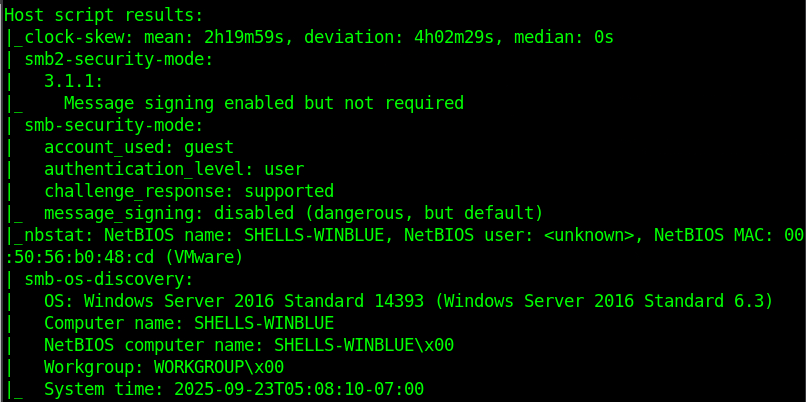 Host script results:
|_clock-skew: mean: 2h19m59s, deviation: 4h02m29s, median: 0s
| smb2-security-mode:
|   3.1.1:
|_    Message signing enabled but not required
| smb-security-mode:
|   account_used: guest
|   authentication_level: user
|   challenge_response: supported
|_  message_signing: disabled (dangerous, but default)
|_nbstat: NetBIOS name: SHELLS-WINBLUE, NetBIOS user: <unknown>, NetBIOS MAC: 00
:50:56:b0:48:cd (VMware)
| smb-os-discovery:
|   OS: Windows Server 2016 Standard 14393 (Windows Server 2016 Standard 6.3)
|   Computer name: SHELLS-WINBLUE
|   NetBIOS computer name: SHELLS-WINBLUE\x00
|   Workgroup: WORKGROUP\x00
|_  System time: 2025-09-23T05:08:10-07:00